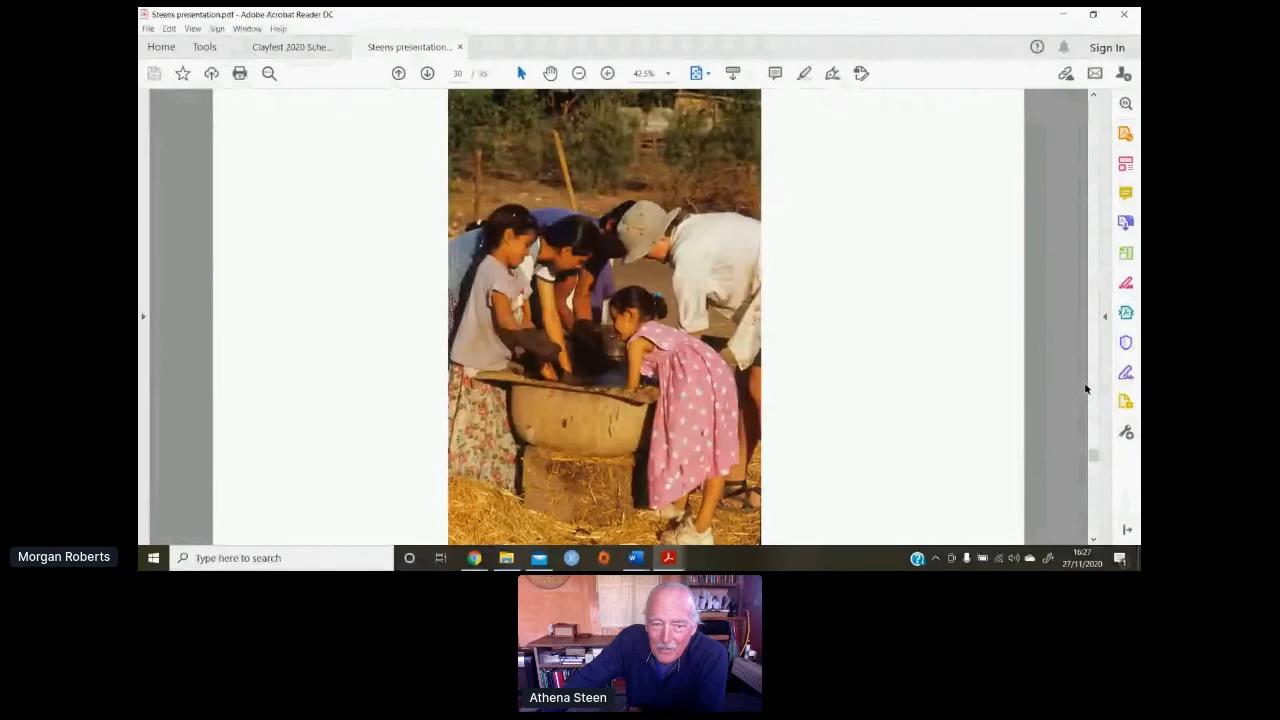 Steens presentation.pdf - Adobe Acrobat Reader DC
File Edit View Sign Window Help
Home Tools Clayfest 2020 Sche... Steens presentation... × Sign In
30 / 35 42.5%
Morgan Roberts
Type here to search
16:27
27/11/2020
Athena Steen